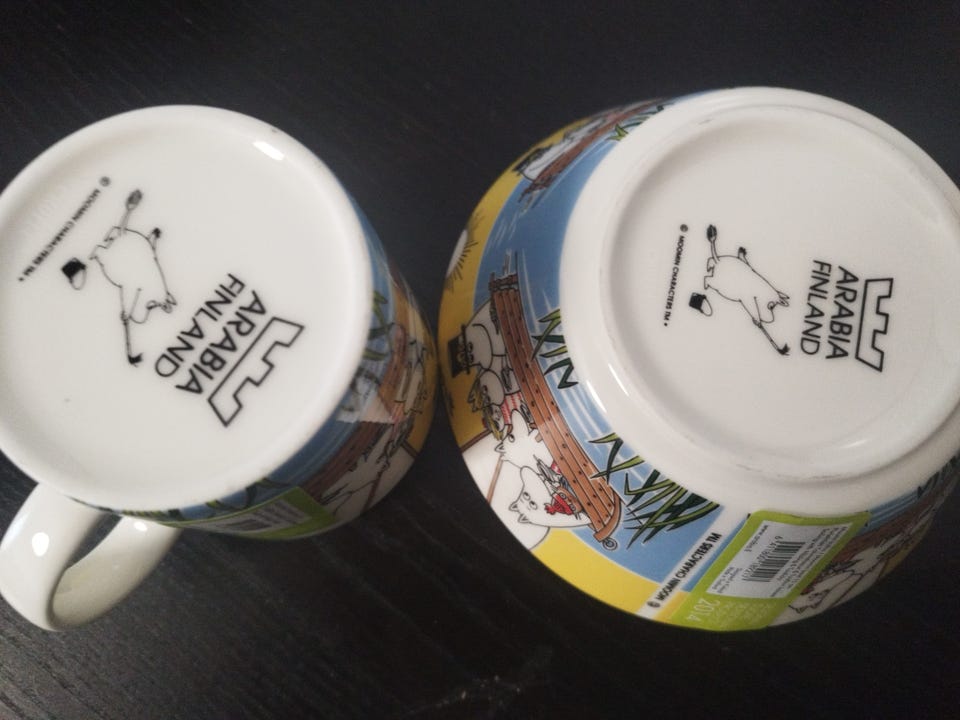 ARABIA
FINLAND
© MOOMIN CHARACTERS TM
ARABIA
FINLAND
© MOOMIN CHARACTERS TM
© MOOMIN CHARACTERS TM
2014